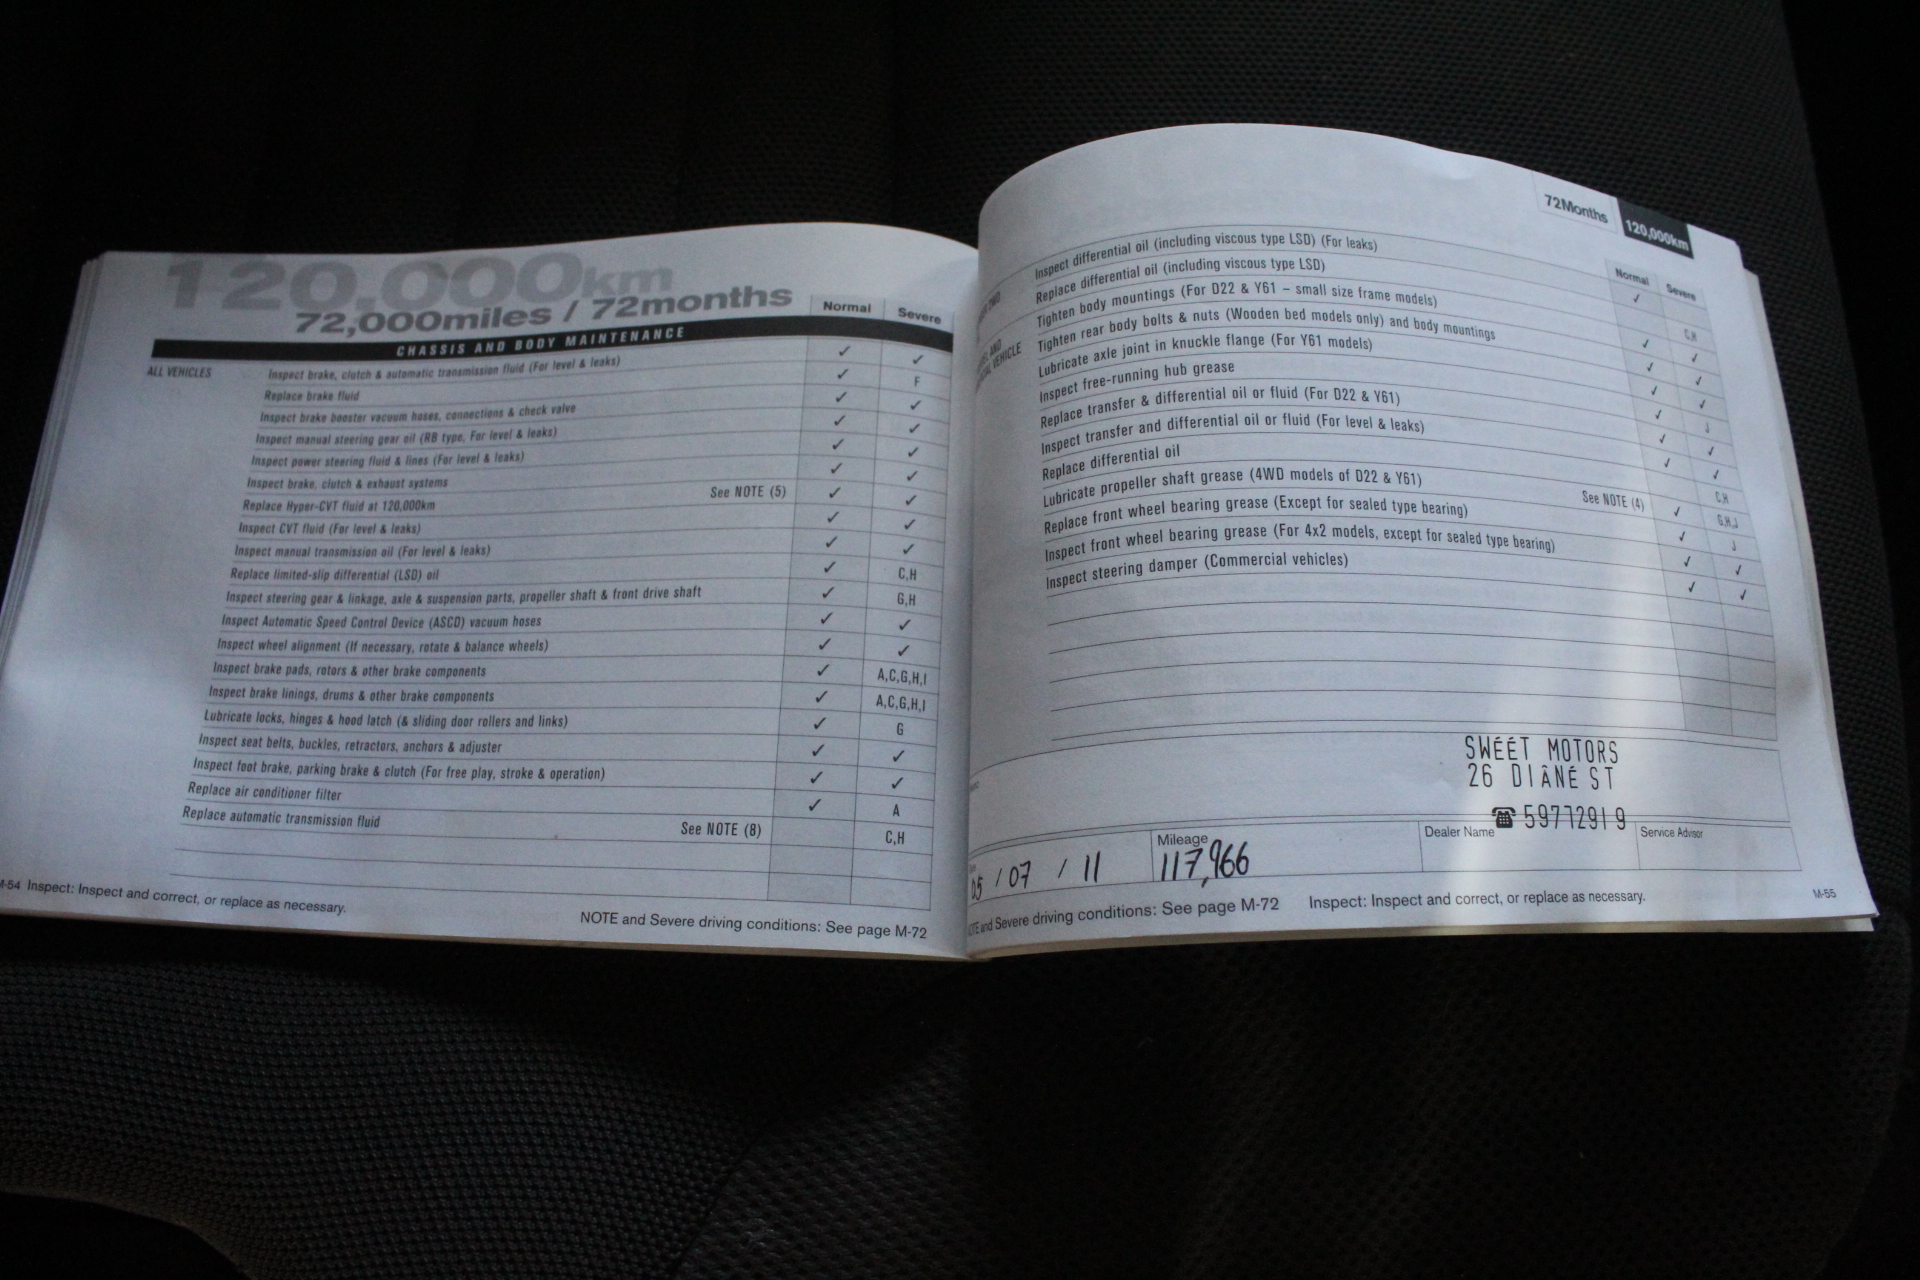 120,000km
72,000miles / 72months
Normal Severe
CHASSIS AND BODY MAINTENANCE
ALL VEHICLES Inspect brake, clutch & automatic transmission fluid (For level & leaks) ✓ ✓
Replace brake fluid ✓ F
Inspect brake booster vacuum hoses, connections & check valve ✓ ✓
Inspect manual steering gear oil (RB type, For level & leaks) ✓ ✓
Inspect power steering fluid & lines (For level & leaks) ✓ ✓
Inspect brake, clutch & exhaust systems ✓ ✓
Replace Hyper-CVT fluid at 120,000km See NOTE (5) ✓ ✓
Inspect CVT fluid (For level & leaks) ✓ ✓
Inspect manual transmission oil (For level & leaks) ✓ ✓
Replace limited-slip differential (LSD) oil ✓ C,H
Inspect steering gear & linkage, axle & suspension parts, propeller shaft & front drive shaft ✓ G,H
Inspect Automatic Speed Control Device (ASCD) vacuum hoses ✓ ✓
Inspect wheel alignment (If necessary, rotate & balance wheels) ✓ ✓
Inspect brake pads, rotors & other brake components ✓ A,C,G,H,I
Inspect brake linings, drums & other brake components ✓ A,C,G,H,I
Lubricate locks, hinges & hood latch (& sliding door rollers and links) ✓ G
Inspect seat belts, buckles, retractors, anchors & adjuster ✓ ✓
Inspect foot brake, parking brake & clutch (For free play, stroke & operation) ✓ ✓
Replace air conditioner filter ✓ A
Replace automatic transmission fluid See NOTE (8) C,H
M-54 Inspect: Inspect and correct, or replace as necessary.
NOTE and Severe driving conditions: See page M-72
72Months 120,000km
Normal Severe
Inspect differential oil (including viscous type LSD) (For leaks) ✓
Replace differential oil (including viscous type LSD) C,H
Tighten body mountings (For D22 & Y61 – small size frame models) ✓ ✓
Tighten rear body bolts & nuts (Wooden bed models only) and body mountings ✓ ✓
Lubricate axle joint in knuckle flange (For Y61 models) ✓ ✓
Inspect free-running hub grease ✓ J
Replace transfer & differential oil or fluid (For D22 & Y61) ✓ ✓
Inspect transfer and differential oil or fluid (For level & leaks) ✓ ✓
Replace differential oil C,H
Lubricate propeller shaft grease (4WD models of D22 & Y61) See NOTE (4) ✓ G,H,J
Replace front wheel bearing grease (Except for sealed type bearing) ✓ J
Inspect front wheel bearing grease (For 4x2 models, except for sealed type bearing) ✓ ✓
Inspect steering damper (Commercial vehicles) ✓ ✓
SWÉÉT MOTORS
26 DIÂNÉ ST
☎ 59772919
05 / 07 / 11 Mileage 117,966 Dealer Name Service Advisor
NOTE and Severe driving conditions: See page M-72 Inspect: Inspect and correct, or replace as necessary. M-55